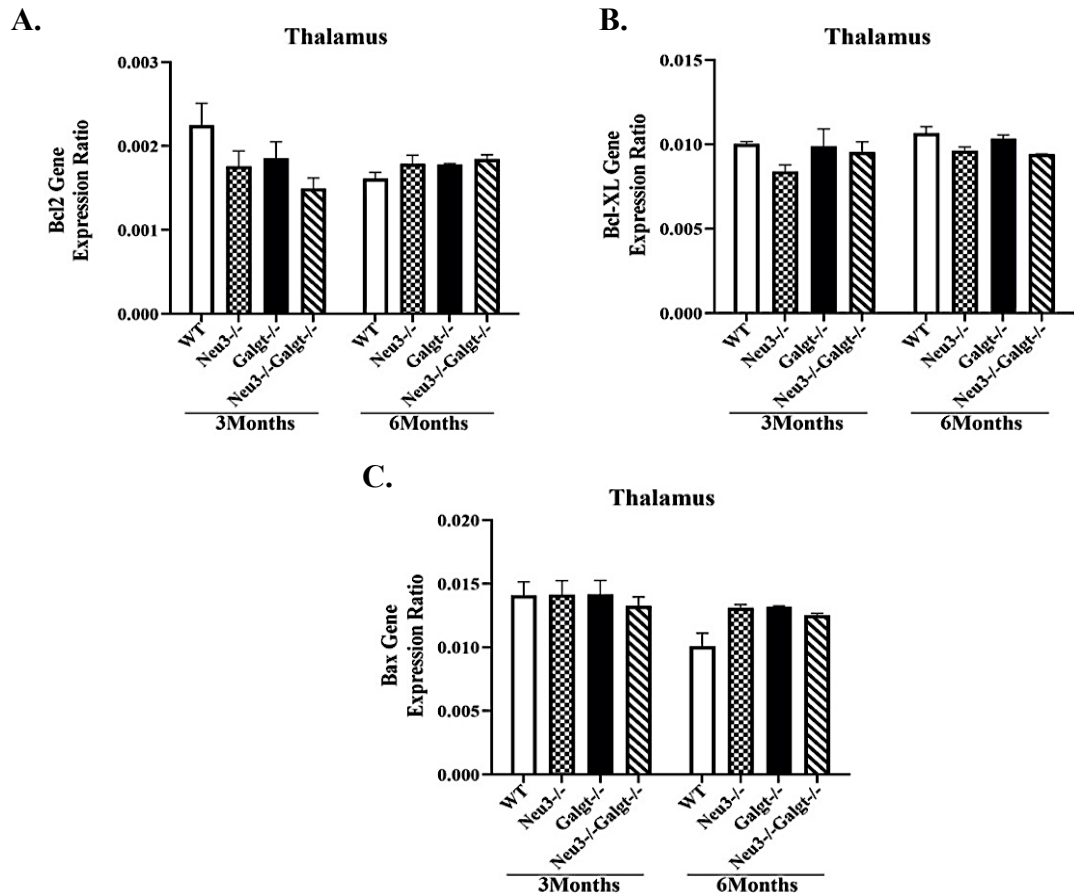 A.
Thalamus
Bcl2 Gene
Expression Ratio
0.003
0.002
0.001
0.000
WT
Neu3-/-
Galgt-/-
Neu3-/-Galgt-/-
WT
Neu3-/-
Galgt-/-
Neu3-/-Galgt-/-
3Months
6Months
B.
Thalamus
Bcl-XL Gene
Expression Ratio
0.015
0.010
0.005
0.000
WT
Neu3-/-
Galgt-/-
Neu3-/-Galgt-/-
WT
Neu3-/-
Galgt-/-
Neu3-/-Galgt-/-
3Months
6Months
C.
Thalamus
Bax Gene
Expression Ratio
0.020
0.015
0.010
0.005
0.000
WT
Neu3-/-
Galgt-/-
Neu3-/-Galgt-/-
WT
Neu3-/-
Galgt-/-
Neu3-/-Galgt-/-
3Months
6Months